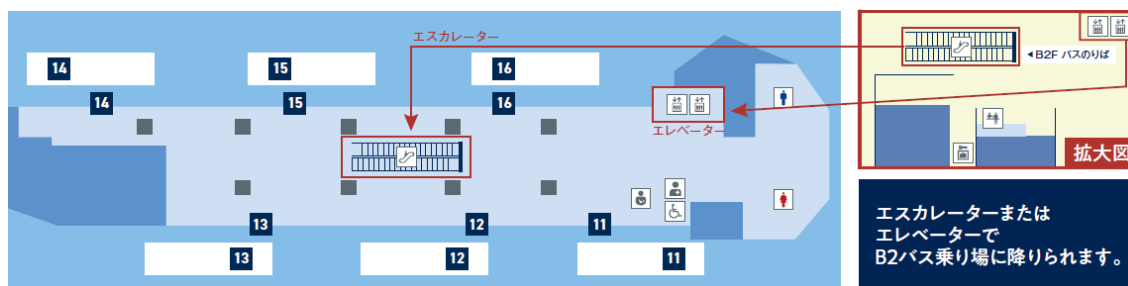 エスカレーター
14
15
16
14
15
16
エレベーター
13
12
11
13
12
11
◀B2F バスのりば
拡大図
エスカレーターまたは
エレベーターで
B2バス乗り場に降りられます。